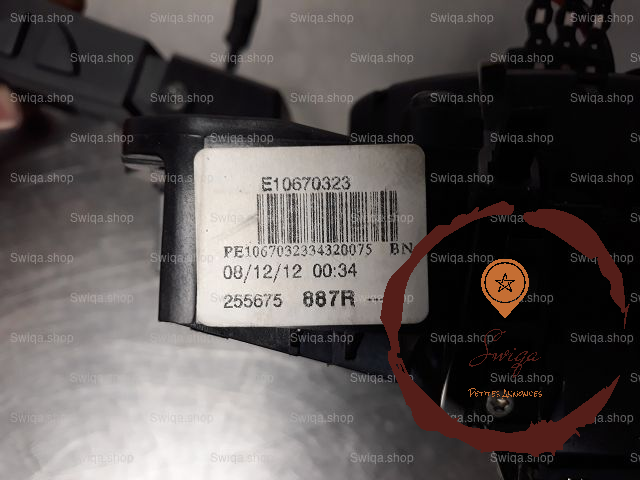 E10670323
PE1067032334320075 BN
08/12/12 00:34
255675 887R
Swiqa
Petites Annonces
Swiqa.shop